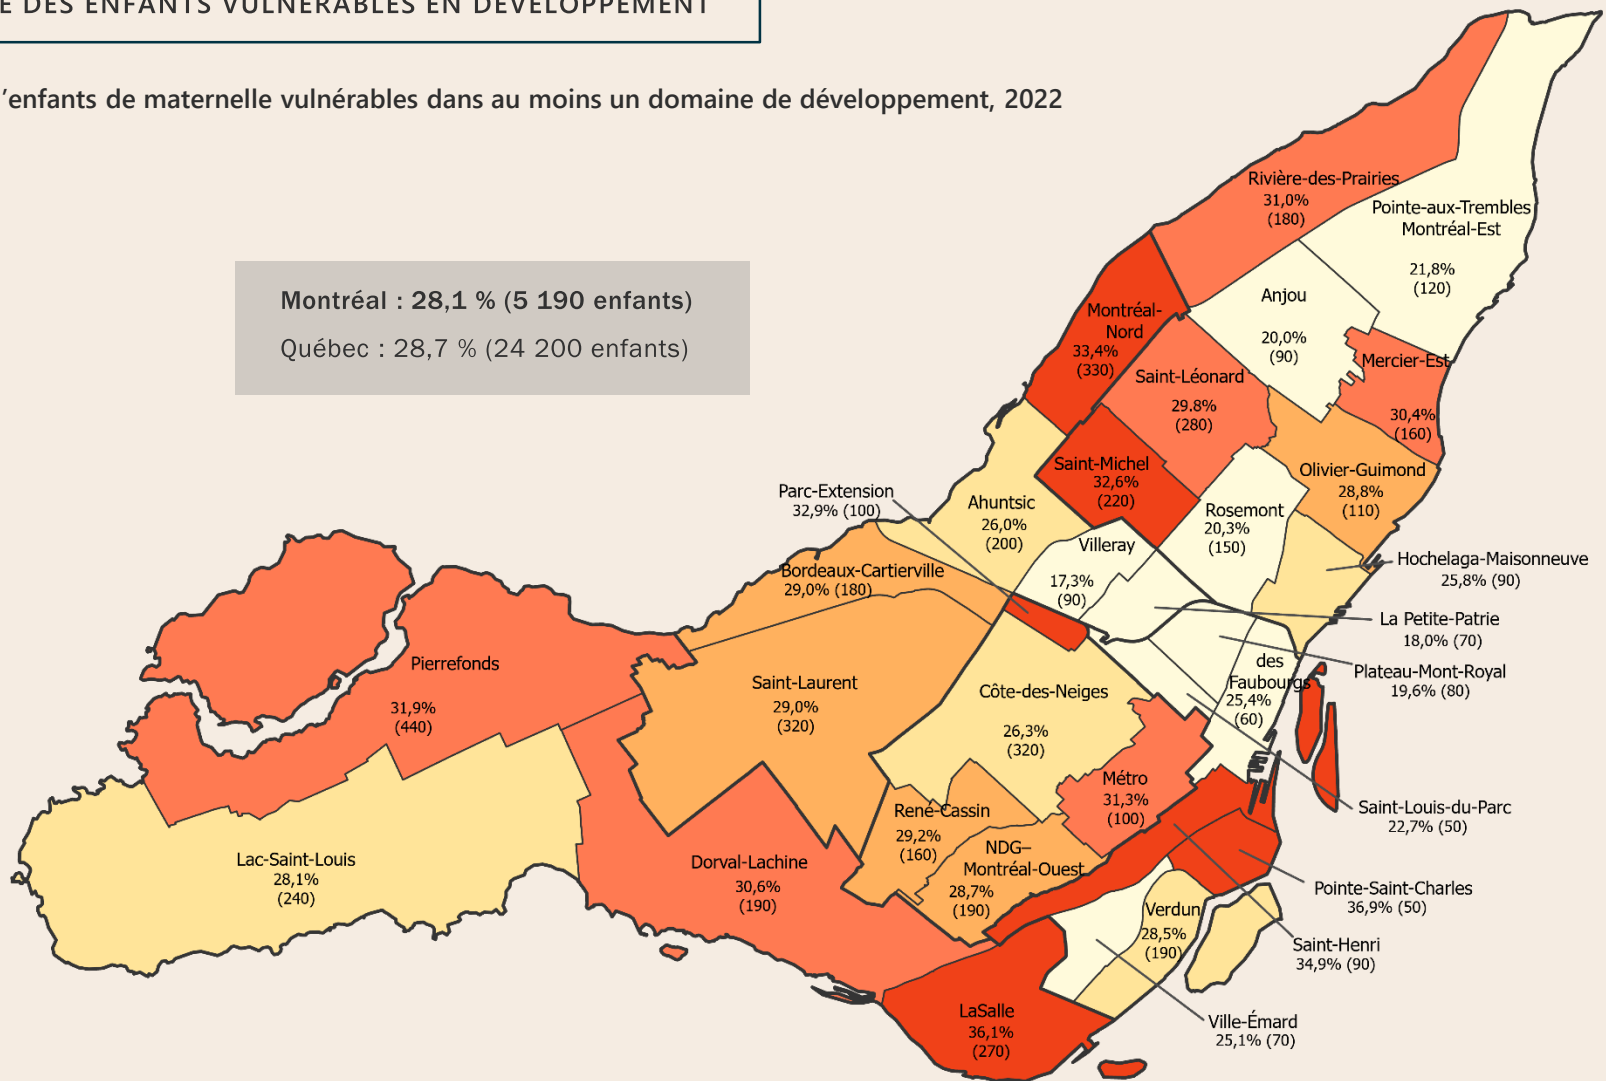 E DES ENFANTS VULNÉRABLES EN DÉVELOPPEMENT
'enfants de maternelle vulnérables dans au moins un domaine de développement, 2022
Montréal : 28,1 % (5 190 enfants)
Québec : 28,7 % (24 200 enfants)
Rivière-des-Prairies
31,0%
(180)
Pointe-aux-Trembles
Montréal-Est
21,8%
(120)
Anjou
20,0%
(90)
Montréal-
Nord
33,4%
(330)
Mercier-Est
30,4%
(160)
Saint-Léonard
29.8%
(280)
Saint-Michel
32,6%
(220)
Olivier-Guimond
28,8%
(110)
Parc-Extension
32,9% (100)
Ahuntsic
26,0%
(200)
Rosemont
20,3%
(150)
Villeray
17,3%
(90)
Hochelaga-Maisonneuve
25,8% (90)
Bordeaux-Cartierville
29,0% (180)
La Petite-Patrie
18,0% (70)
Pierrefonds
31,9%
(440)
des
Faubourgs
25,4%
(60)
Plateau-Mont-Royal
19,6% (80)
Saint-Laurent
29,0%
(320)
Côte-des-Neiges
26,3%
(320)
Métro
31,3%
(100)
Saint-Louis-du-Parc
22,7% (50)
René-Cassin
29,2%
(160)
NDG–
Montréal-Ouest
28,7%
(190)
Lac-Saint-Louis
28,1%
(240)
Dorval-Lachine
30,6%
(190)
Pointe-Saint-Charles
36,9% (50)
Verdun
28,5%
(190)
Saint-Henri
34,9% (90)
LaSalle
36,1%
(270)
Ville-Émard
25,1% (70)